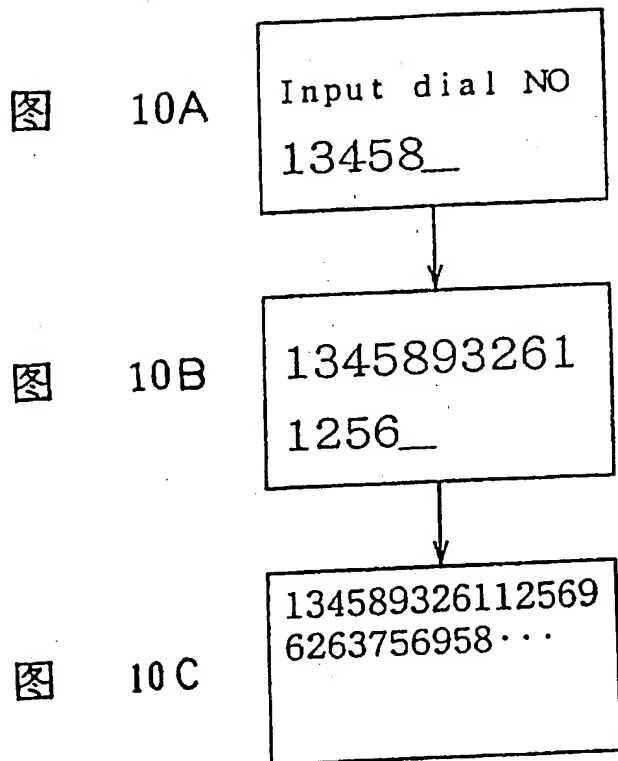 图 10A
Input dial NO
13458_
图 10B
1345893261
1256_
图 10C
134589326112569
6263756958···